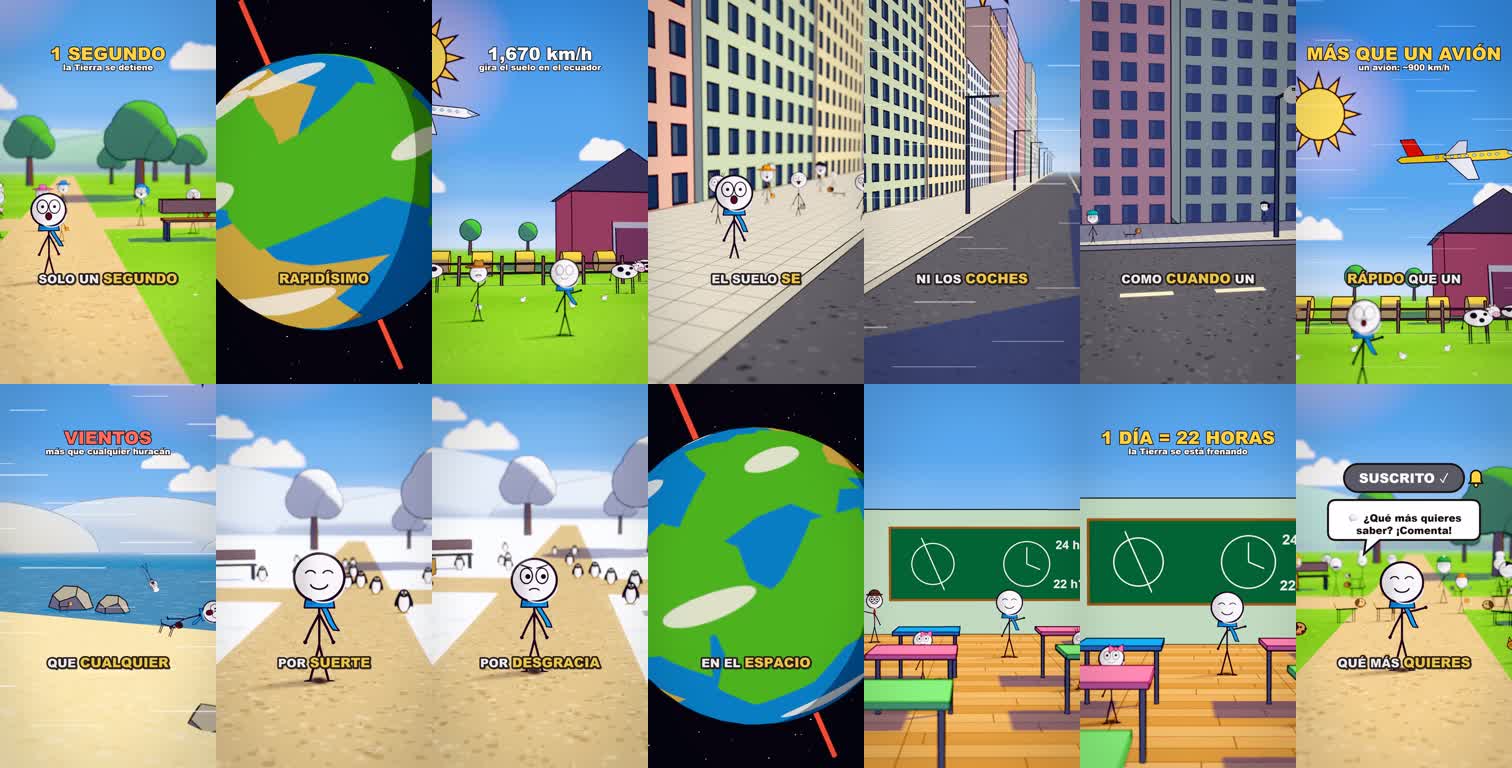 1 SEGUNDO
la Tierra se detiene
SOLO UN SEGUNDO
RAPIDÍSIMO
1,670 km/h
gira el suelo en el ecuador
EL SUELO SE
NI LOS COCHES
COMO CUANDO UN
MÁS QUE UN AVIÓN
un avión: ~900 km/h
RÁPIDO QUE UN
VIENTOS
más que cualquier huracán
QUE CUALQUIER
POR SUERTE
POR DESGRACIA
EN EL ESPACIO
24 h
22 h
1 DÍA = 22 HORAS
la Tierra se está frenando
24
22
SUSCRITO ✓
¿Qué más quieres
saber? ¡Comenta!
QUÉ MÁS QUIERES